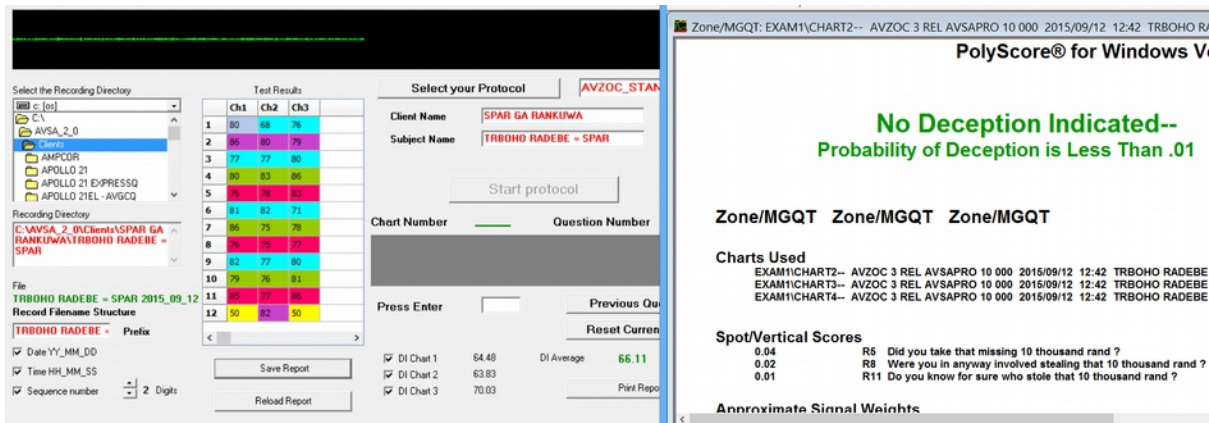 Select the Recording Directory
c: [os]
C:\
AVSA_2_0
Clients
AMPCOR
APOLLO 21
APOLLO 21 EXPRESSQ
APOLLO 21EL - AVGCQ
Recording Directory
C:\AVSA_2_0\Clients\SPAR GA
RANKUWA\TRBOHO RADEBE =
SPAR
File
TRBOHO RADEBE = SPAR 2015_09_12
Record Filename Structure
TRBOHO RADEBE = Prefix
Date YY_MM_DD
Time HH_MM_SS
Sequence number 2 Digits
Test Results
Ch1 Ch2 Ch3
1 80 68 76
2 86 80 79
3 77 77 80
4 80 83 86
5 76 78 83
6 81 82 71
7 86 75 78
8 76 75 77
9 82 77 80
10 79 76 81
11 85 77 86
12 50 82 50
Save Report
Reload Report
Select your Protocol AVZOC_STAN
Client Name SPAR GA RANKUWA
Subject Name TRBOHO RADEBE = SPAR
Start protocol
Chart Number Question Number
Press Enter
Previous Qu
Reset Curren
DI Chart 1 64.48 DI Average 66.11
DI Chart 2 63.83
DI Chart 3 70.03
Print Repo
Zone/MGQT: EXAM1\CHART2-- AVZOC 3 REL AVSAPRO 10 000 2015/09/12 12:42 TRBOHO RA
PolyScore® for Windows Ve
No Deception Indicated--
Probability of Deception is Less Than .01
Zone/MGQT Zone/MGQT Zone/MGQT
Charts Used
EXAM1\CHART2-- AVZOC 3 REL AVSAPRO 10 000 2015/09/12 12:42 TRBOHO RADEBE
EXAM1\CHART3-- AVZOC 3 REL AVSAPRO 10 000 2015/09/12 12:42 TRBOHO RADEBE
EXAM1\CHART4-- AVZOC 3 REL AVSAPRO 10 000 2015/09/12 12:42 TRBOHO RADEBE
Spot/Vertical Scores
0.04 R5 Did you take that missing 10 thousand rand ?
0.02 R8 Were you in anyway involved stealing that 10 thousand rand ?
0.01 R11 Do you know for sure who stole that 10 thousand rand ?
Approximate Signal Weights